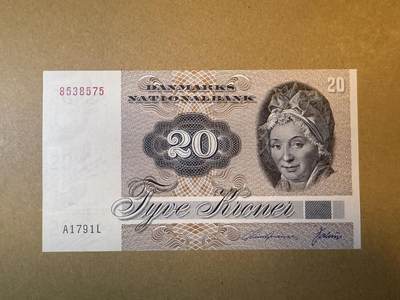 8538575
DANMARKS
NATIONALBANK
20
20
Tyve Kroner
A1791L